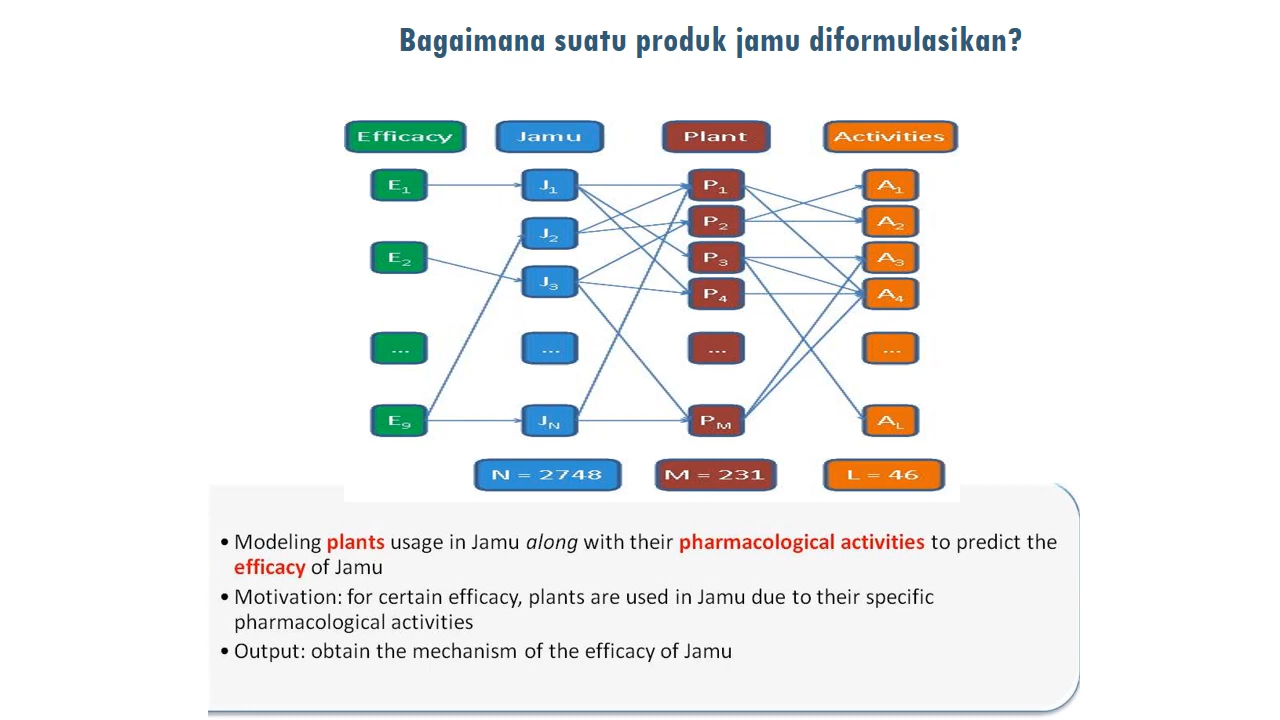 Bagaimana suatu produk jamu diformulasikan?
Efficacy Jamu Plant Activities
E₁ J₁ P₁ A₁
J₂ P₂ A₂
E₂ J₃ P₃ A₃
P₄ A₄
... ... ... ...
E₉ J_N P_M A_L
N = 2748 M = 231 L = 46
• Modeling plants usage in Jamu along with their pharmacological activities to predict the
efficacy of Jamu
• Motivation: for certain efficacy, plants are used in Jamu due to their specific
pharmacological activities
• Output: obtain the mechanism of the efficacy of Jamu